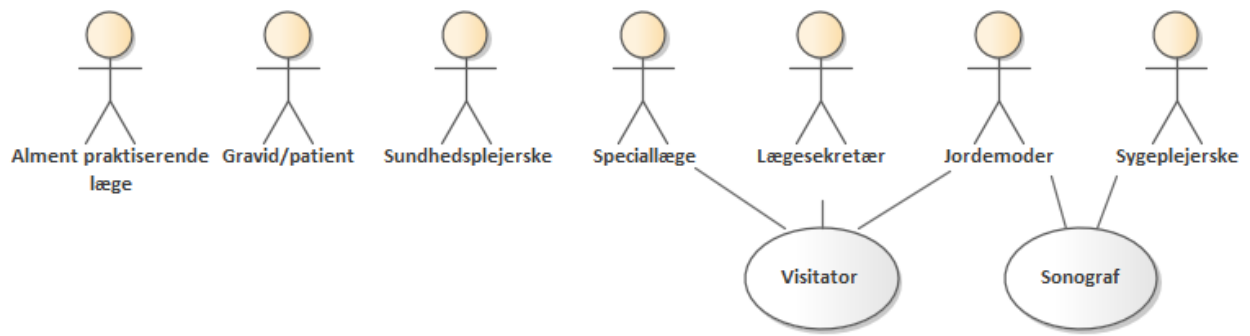 Alment praktiserende
læge
Gravid/patient
Sundhedsplejerske
Speciallæge
Lægesekretær
Jordemoder
Sygeplejerske
Visitator
Sonograf